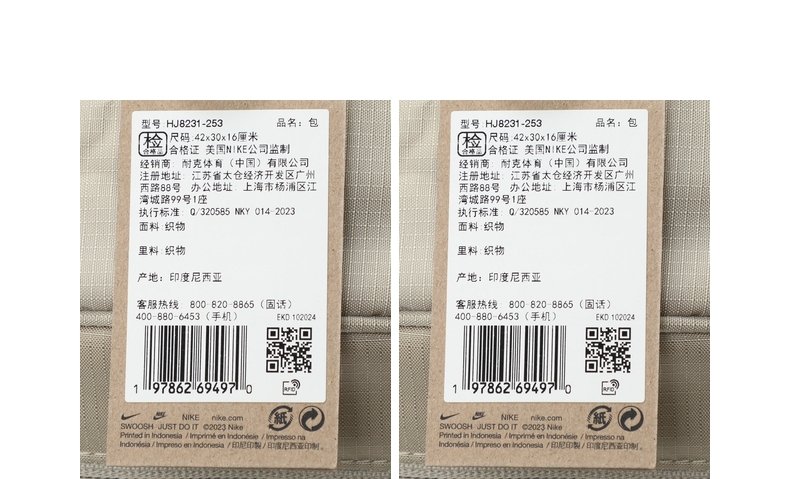 型号 HJ8231-253 品名：包
检 合格证
尺码:42x30x16厘米
合格证 美国NIKE公司监制
经销商： 耐克体育（中国）有限公司
注册地址： 江苏省太仓经济开发区广州
西路88号 办公地址： 上海市杨浦区江
湾城路99号1座
执行标准: Q/320585 NKY 014-2023
面料:织物
里料:织物
产地：印度尼西亚
客服热线: 800-820-8865（固话）
400-880-6453（手机） EKD 102024
1 97862 69497 0
RFID
NIKE nike.com
SWOOSH JUST DO IT ©2023 Nike
紙
Printed in Indonesia / Imprimé en Indonésie / Impresso na
Indonésia / Impreso en Indonesia / 印尼印製 / 印度尼西亚印制。
型号 HJ8231-253 品名：包
检 合格证
尺码:42x30x16厘米
合格证 美国NIKE公司监制
经销商： 耐克体育（中国）有限公司
注册地址： 江苏省太仓经济开发区广州
西路88号 办公地址： 上海市杨浦区江
湾城路99号1座
执行标准: Q/320585 NKY 014-2023
面料:织物
里料:织物
产地：印度尼西亚
客服热线: 800-820-8865（固话）
400-880-6453（手机） EKD 102024
1 97862 69497 0
RFID
NIKE nike.com
SWOOSH JUST DO IT ©2023 Nike
紙
Printed in Indonesia / Imprimé en Indonésie / Impresso na
Indonésia / Impreso en Indonesia / 印尼印製 / 印度尼西亚印制。